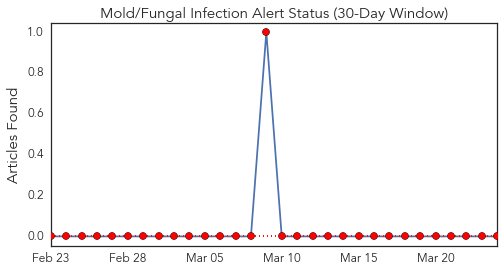 Mold/Fungal Infection Alert Status (30-Day Window)
Articles Found
1.0
0.8
0.6
0.4
0.2
0.0
Feb 23 Feb 28 Mar 05 Mar 10 Mar 15 Mar 20